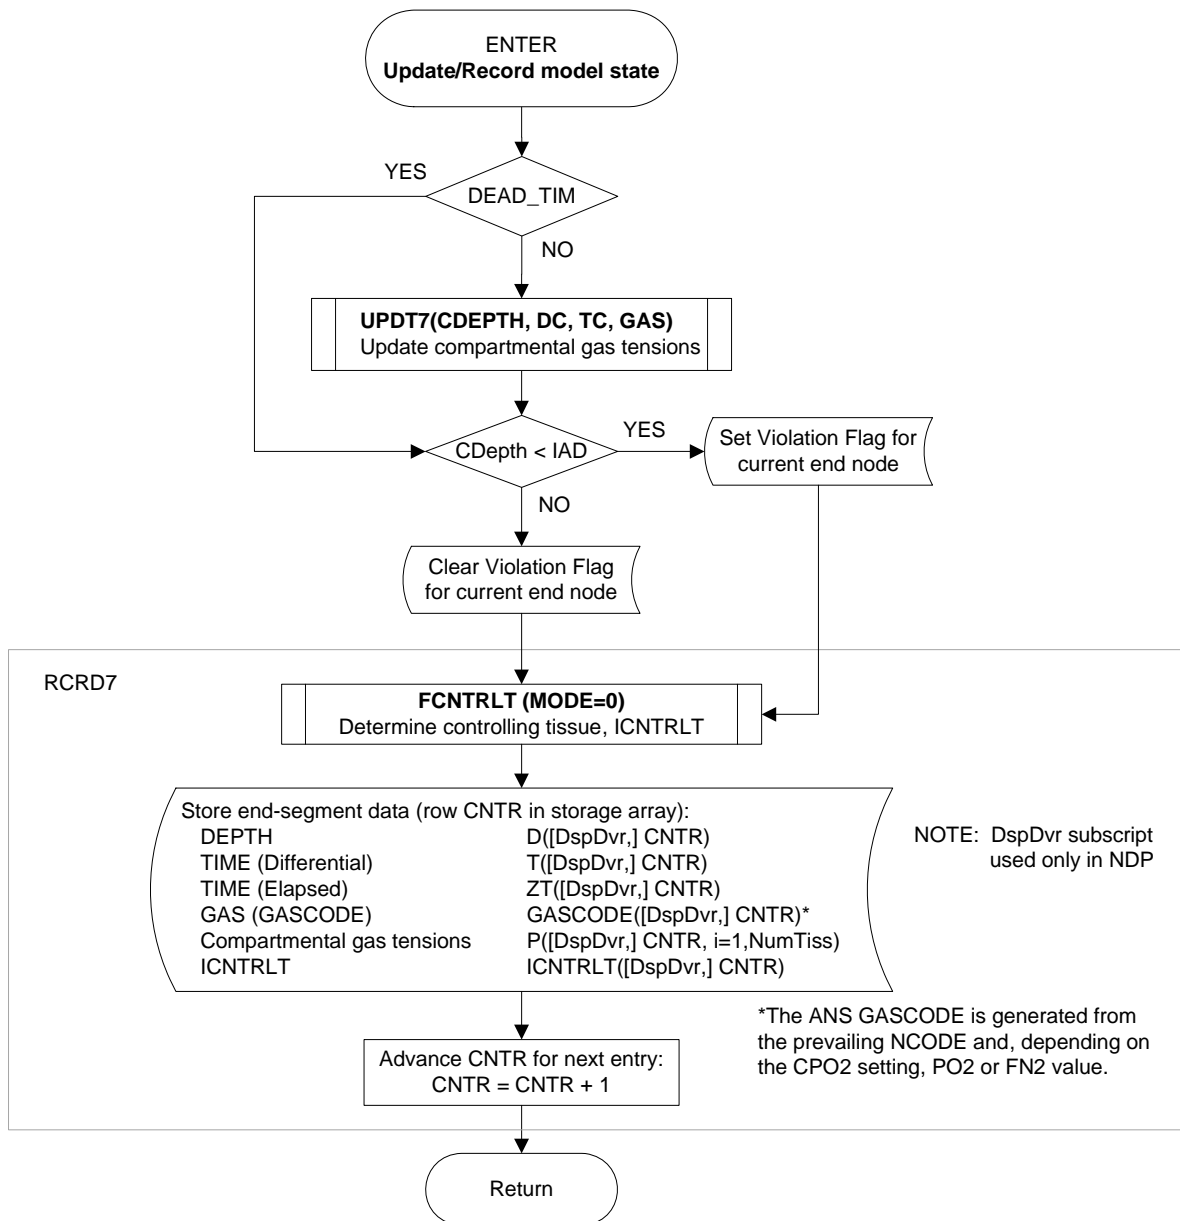 ENTER
Update/Record model state
YES
DEAD_TIM
NO
UPDT7(CDEPTH, DC, TC, GAS)
Update compartmental gas tensions
CDepth < IAD
YES
Set Violation Flag for
current end node
NO
Clear Violation Flag
for current end node
RCRD7
FCNTRLT (MODE=0)
Determine controlling tissue, ICNTRLT
Store end-segment data (row CNTR in storage array):
DEPTH D([DspDvr,] CNTR)
TIME (Differential) T([DspDvr,] CNTR)
TIME (Elapsed) ZT([DspDvr,] CNTR)
GAS (GASCODE) GASCODE([DspDvr,] CNTR)*
Compartmental gas tensions P([DspDvr,] CNTR, i=1,NumTiss)
ICNTRLT ICNTRLT([DspDvr,] CNTR)
NOTE: DspDvr subscript
used only in NDP
*The ANS GASCODE is generated from
the prevailing NCODE and, depending on
the CPO2 setting, PO2 or FN2 value.
Advance CNTR for next entry:
CNTR = CNTR + 1
Return